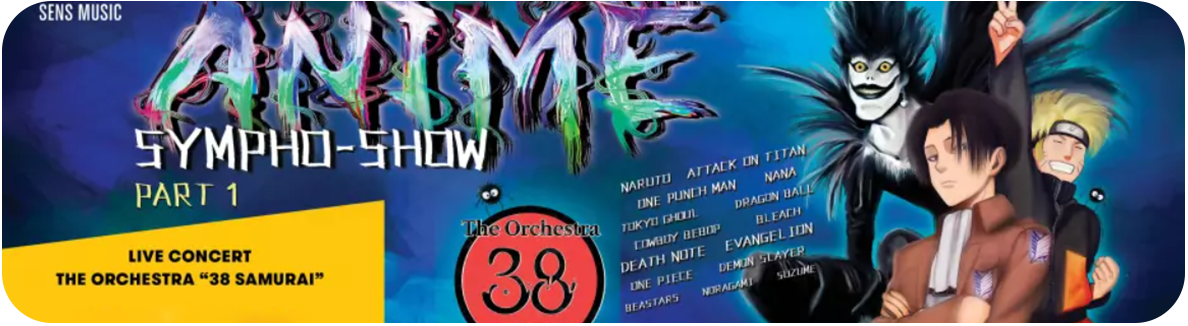 SENS MUSIC
ANIME
SYMPHO-SHOW
PART 1
LIVE CONCERT
THE ORCHESTRA “38 SAMURAI”
The Orchestra
38
NARUTO ATTACK ON TITAN
ONE PUNCH MAN NANA
TOKYO GHOUL DRAGON BALL
COWBOY BEBOP BLEACH
DEATH NOTE EVANGELION
ONE PIECE DEMON SLAYER
BEASTARS NORAGAMI SUZUME